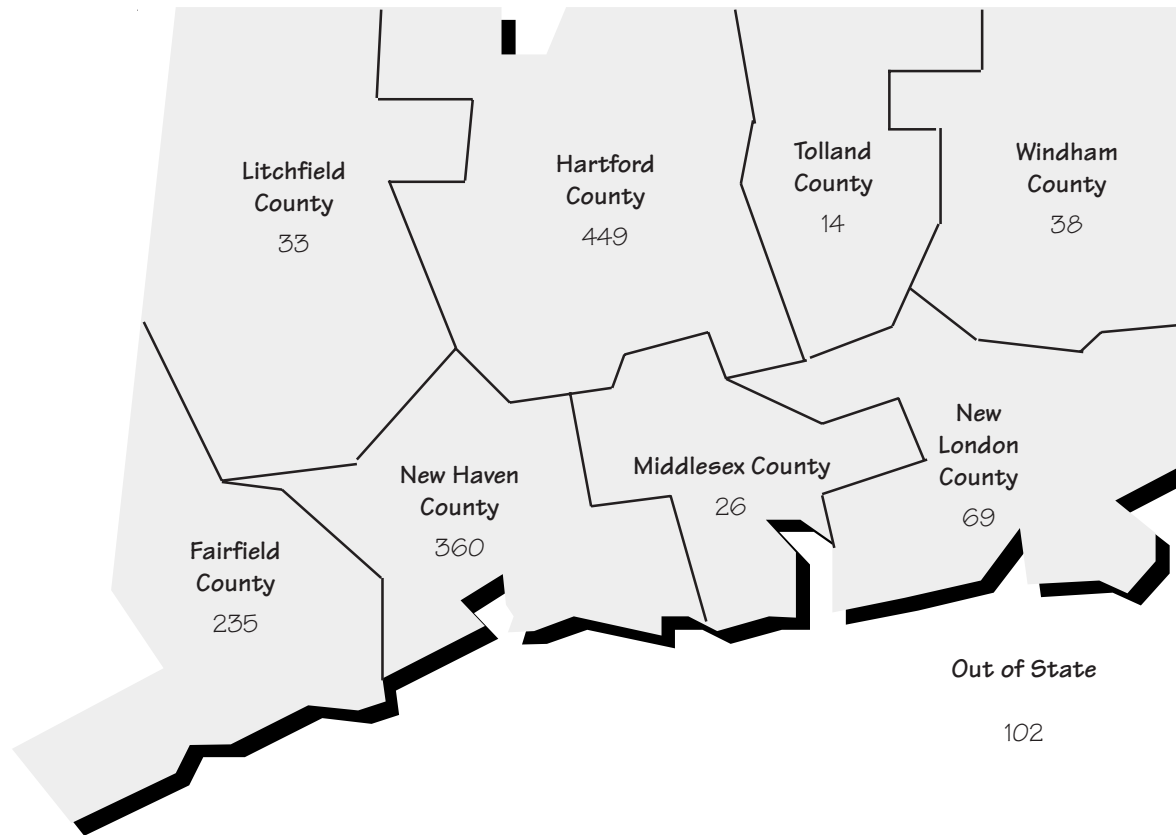 Litchfield
County
33
Hartford
County
449
Tolland
County
14
Windham
County
38
New Haven
County
360
Middlesex County
26
New
London
County
69
Fairfield
County
235
Out of State
102